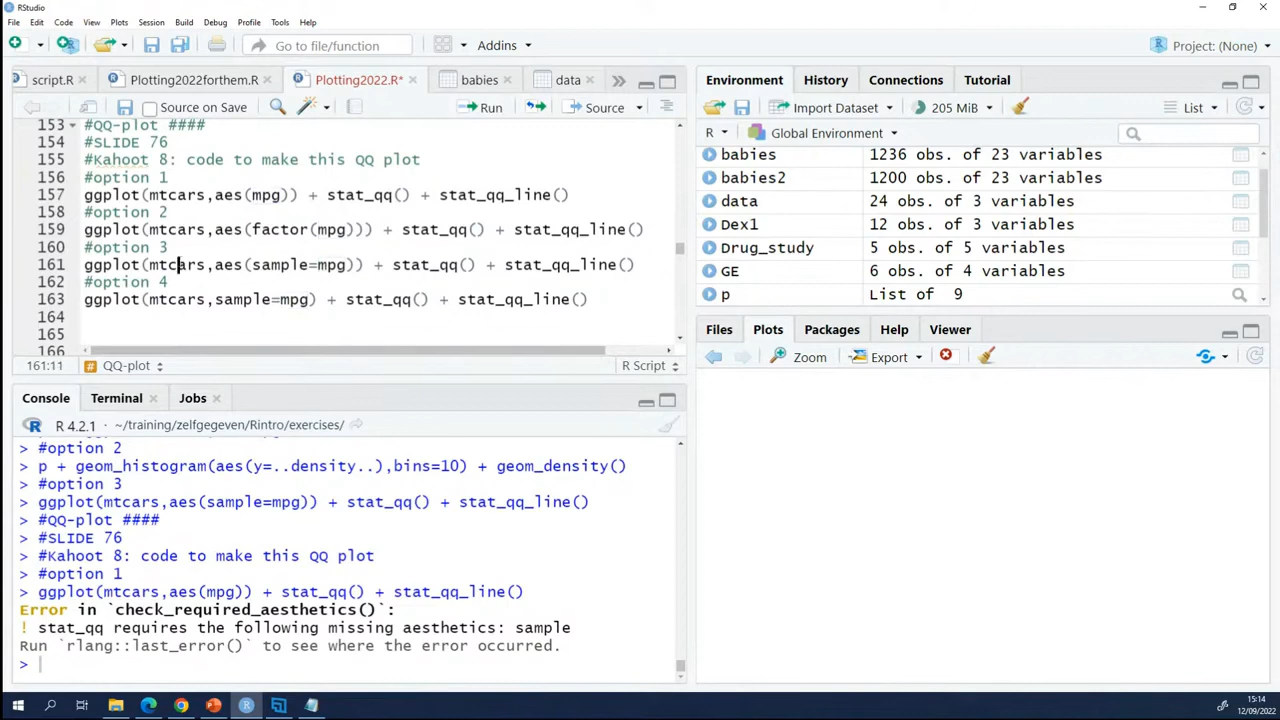 RStudio
File Edit Code View Plots Session Build Debug Profile Tools Help
Go to file/function Addins Project: (None)
script.R Plotting2022forthem.R Plotting2022.R* babies data
Source on Save Run Source
153 #QQ-plot ####
154 #SLIDE 76
155 #Kahoot 8: code to make this QQ plot
156 #option 1
157 ggplot(mtcars,aes(mpg)) + stat_qq() + stat_qq_line()
158 #option 2
159 ggplot(mtcars,aes(factor(mpg))) + stat_qq() + stat_qq_line()
160 #option 3
161 ggplot(mtcars,aes(sample=mpg)) + stat_qq() + stat_qq_line()
162 #option 4
163 ggplot(mtcars,sample=mpg) + stat_qq() + stat_qq_line()
164
165
166
161:11 QQ-plot R Script
Console Terminal Jobs
R 4.2.1 · ~/training/zelfgegeven/Rintro/exercises/
> #option 2
> p + geom_histogram(aes(y=..density..),bins=10) + geom_density()
> #option 3
> ggplot(mtcars,aes(sample=mpg)) + stat_qq() + stat_qq_line()
> #QQ-plot ####
> #SLIDE 76
> #Kahoot 8: code to make this QQ plot
> #option 1
> ggplot(mtcars,aes(mpg)) + stat_qq() + stat_qq_line()
Error in `check_required_aesthetics()`:
! stat_qq requires the following missing aesthetics: sample
Run `rlang::last_error()` to see where the error occurred.
>
Environment History Connections Tutorial
Import Dataset 205 MiB List
R Global Environment
babies 1236 obs. of 23 variables
babies2 1200 obs. of 23 variables
data 24 obs. of 3 variables
Dex1 12 obs. of 3 variables
Drug_study 5 obs. of 5 variables
GE 6 obs. of 4 variables
p List of 9
Files Plots Packages Help Viewer
Zoom Export
15:14
12/09/2022